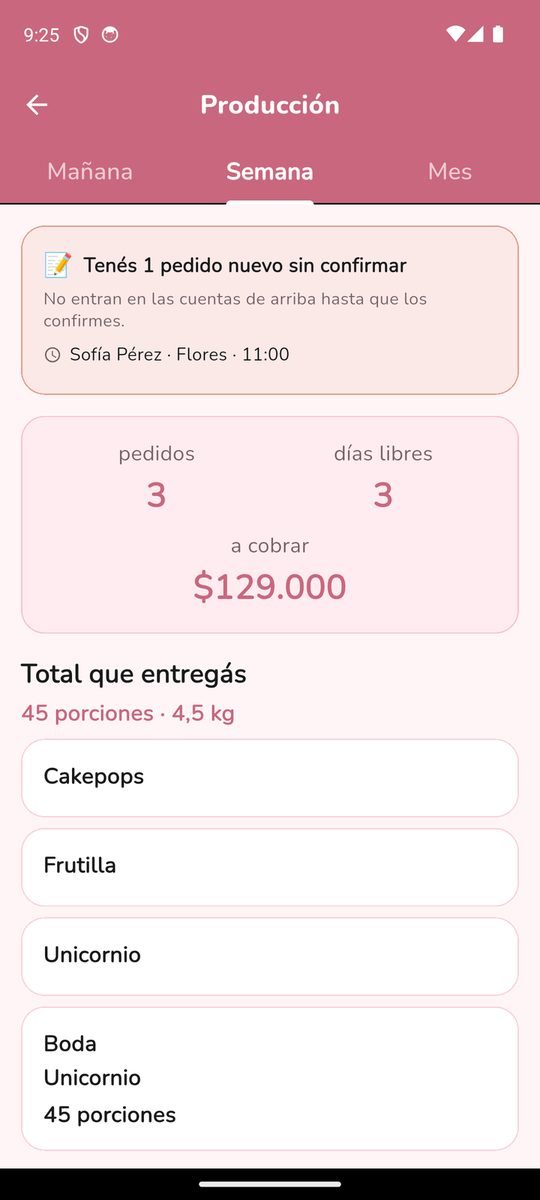 9:25
Producción
Mañana
Semana
Mes
📝 Tenés 1 pedido nuevo sin confirmar
No entran en las cuentas de arriba hasta que los
confirmes.
Sofía Pérez · Flores · 11:00
pedidos
3
días libres
3
a cobrar
$129.000
Total que entregás
45 porciones · 4,5 kg
Cakepops
Frutilla
Unicornio
Boda
Unicornio
45 porciones